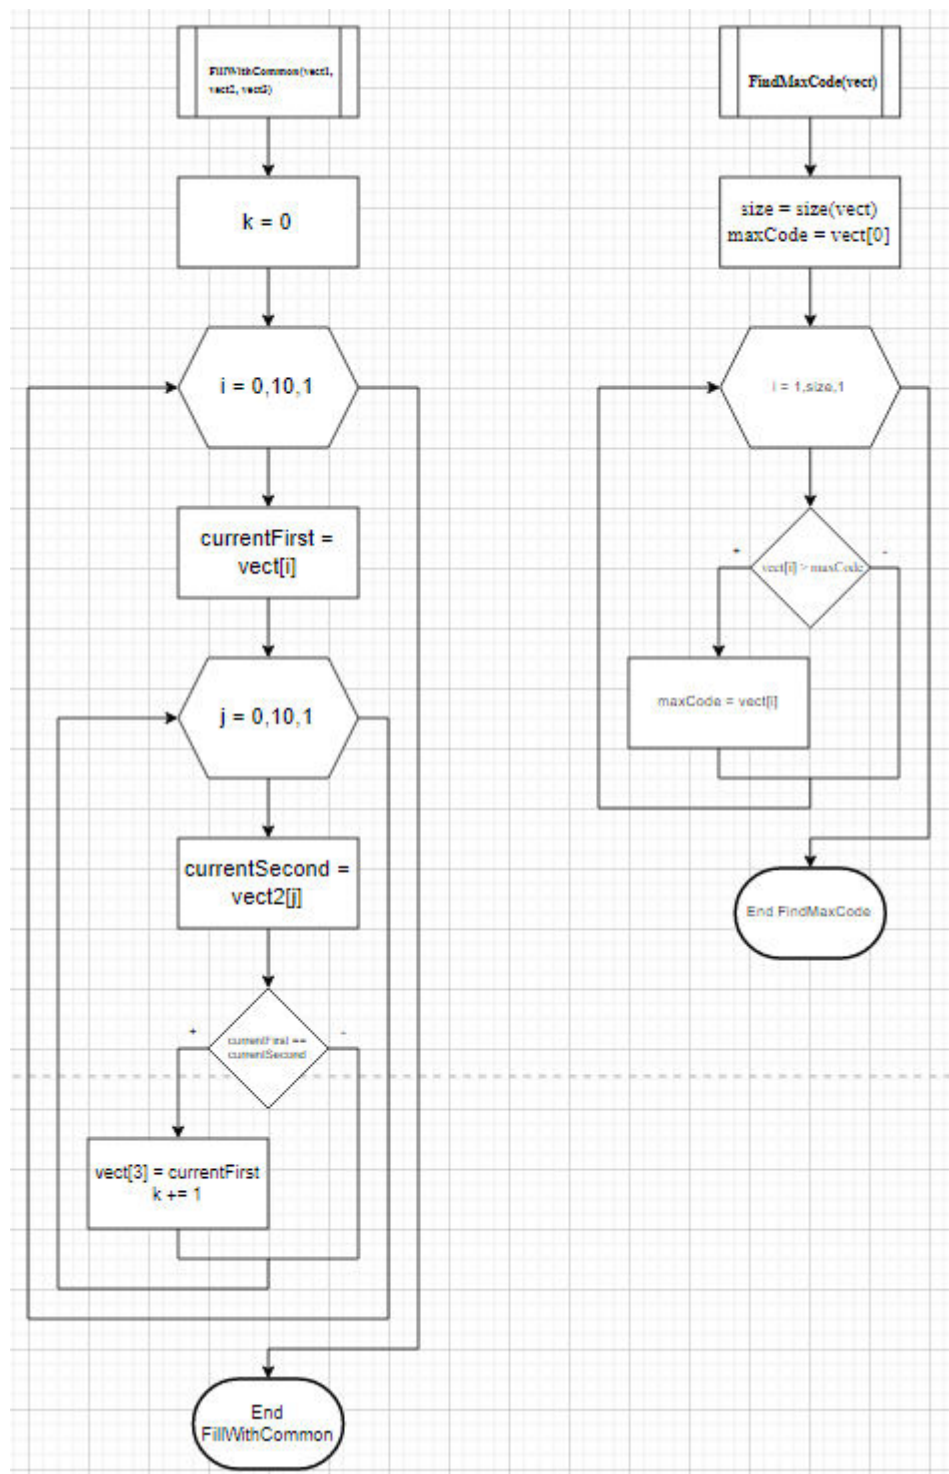 FillWithCommon(vect1,
vect2, vect3)
k = 0
i = 0,10,1
currentFirst =
vect[i]
j = 0,10,1
currentSecond =
vect2[j]
+
-
currentFirst ==
currentSecond
vect[3] = currentFirst
k += 1
End
FillWithCommon
FindMaxCode(vect)
size = size(vect)
maxCode = vect[0]
i = 1,size,1
+
-
vect[i] > maxCode
maxCode = vect[i]
End FindMaxCode